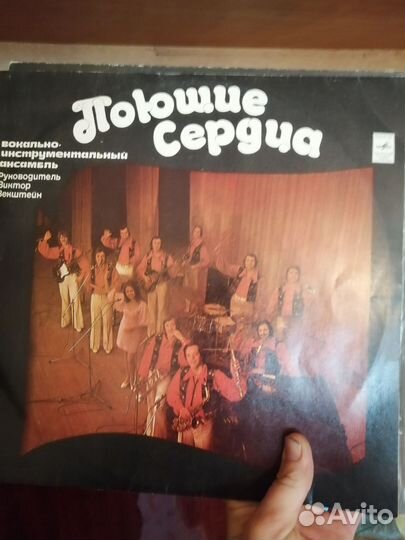 Поющие
Сердца
вокально-
инструментальный
ансамбль
Руководитель
Виктор
Векштейн
Avito